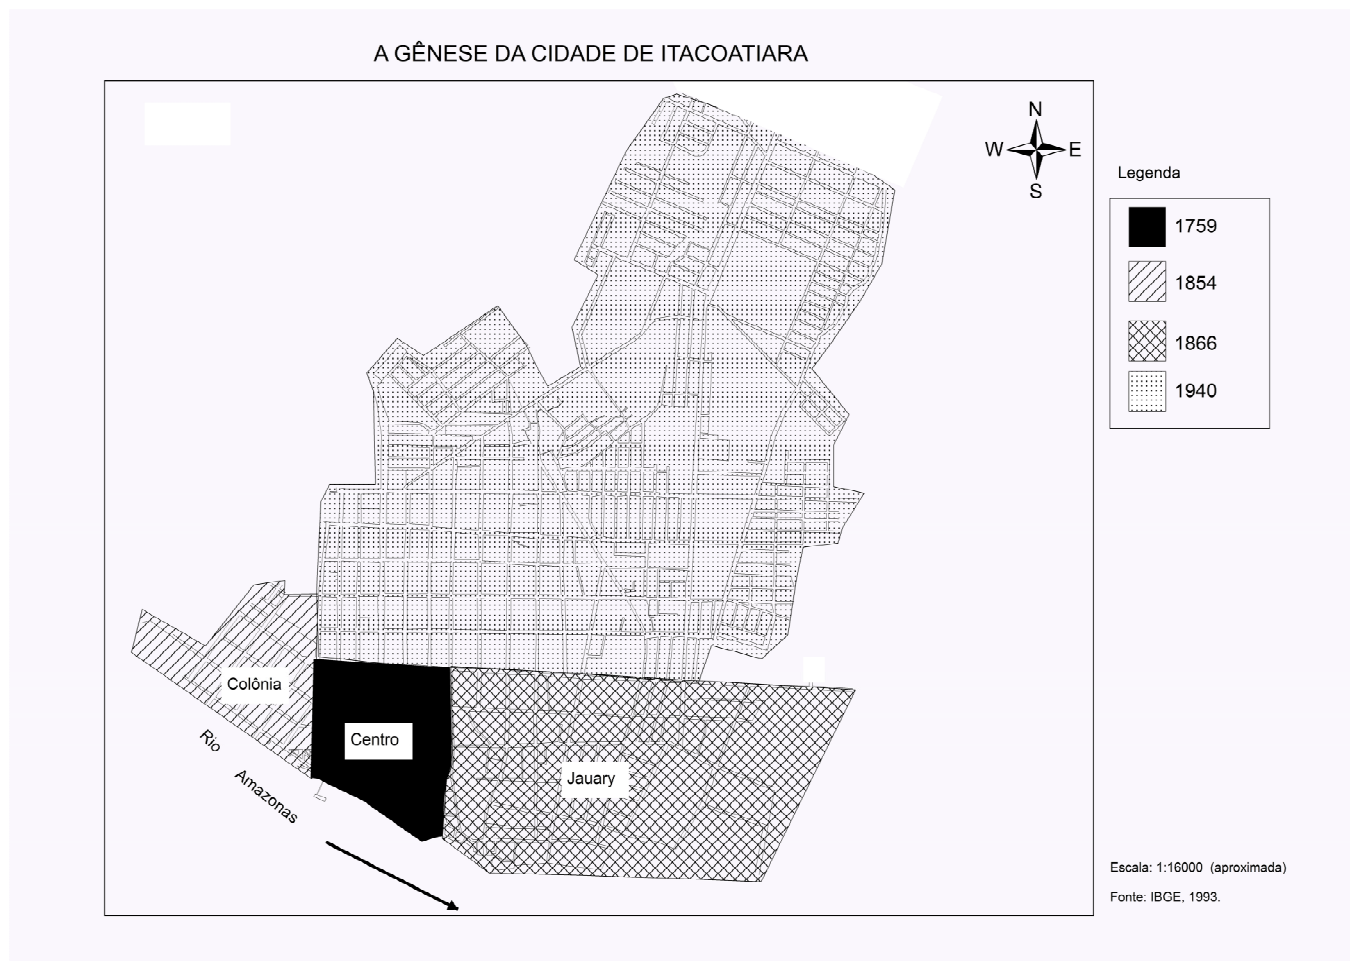 A GÊNESE DA CIDADE DE ITACOATIARA
N
W E
S
Legenda
1759
1854
1866
1940
Colônia
Centro
Jauary
Rio
Amazonas
Escala: 1:16000 (aproximada)
Fonte: IBGE, 1993.